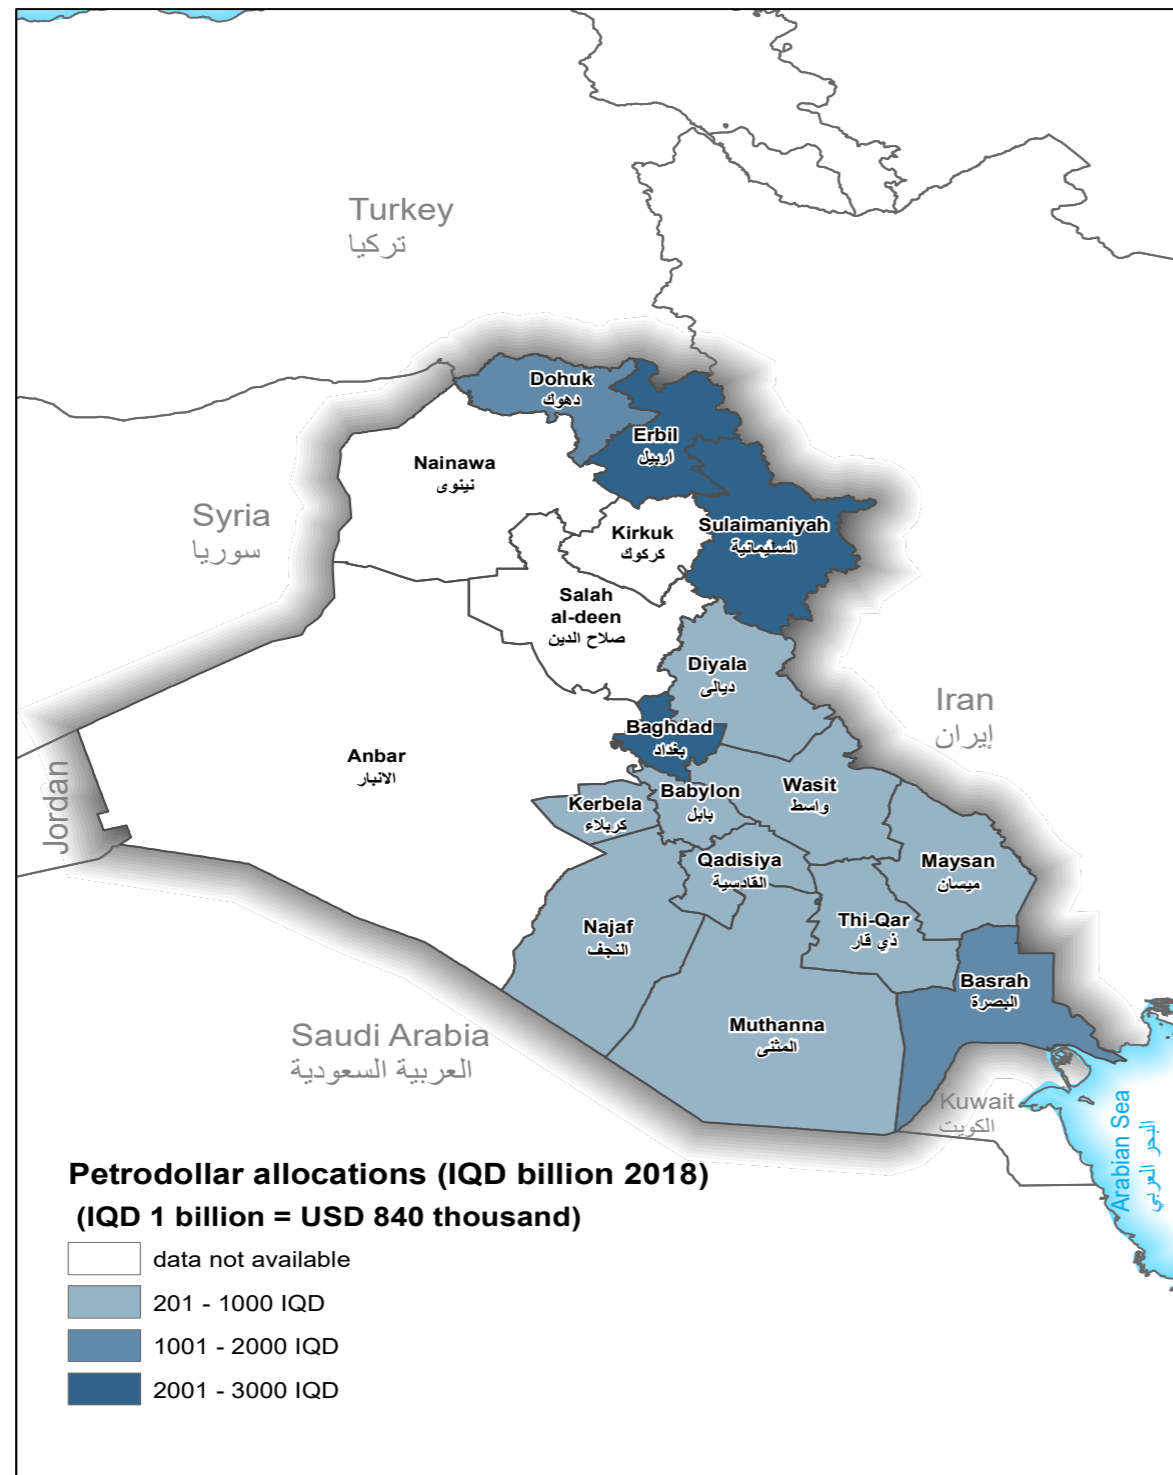 Turkey
تركيا
Dohuk
دهوك
Erbil
اربيل
Nainawa
نينوى
Syria
سوريا
Kirkuk
كركوك
Sulaimaniyah
السليمانية
Salah
al-deen
صلاح الدين
Diyala
ديالى
Iran
إيران
Baghdad
بغداد
Anbar
الانبار
Jordan
Kerbela
كربلاء
Babylon
بابل
Wasit
واسط
Qadisiya
القادسية
Maysan
ميسان
Najaf
النجف
Thi-Qar
ذي قار
Basrah
البصرة
Muthanna
المثنى
Saudi Arabia
العربية السعودية
Kuwait
الكويت
Arabian Sea
البحر العربي
Petrodollar allocations (IQD billion 2018)
(IQD 1 billion = USD 840 thousand)
data not available
201 - 1000 IQD
1001 - 2000 IQD
2001 - 3000 IQD